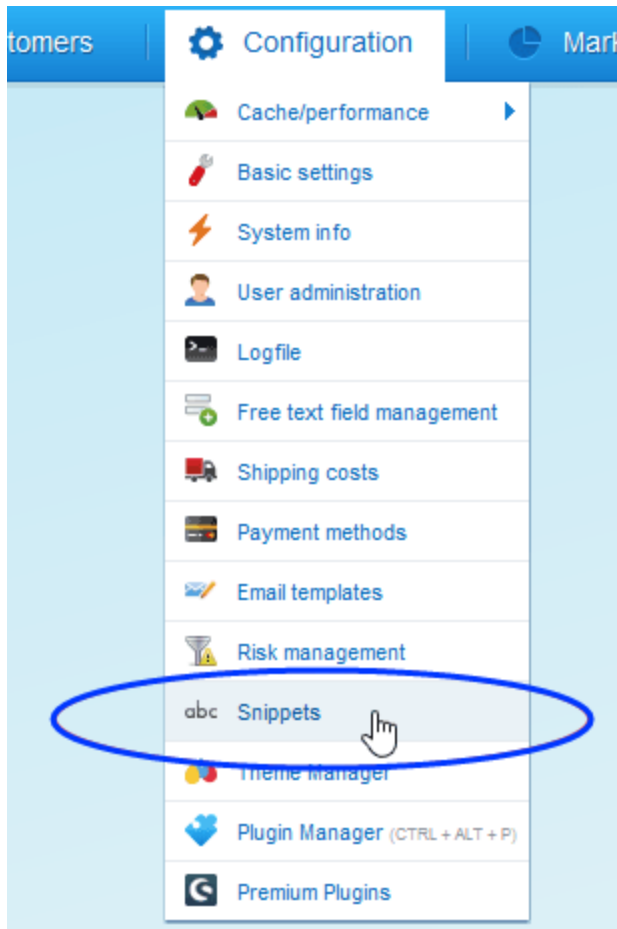 tomers Configuration Mark
Cache/performance
Basic settings
System info
User administration
Logfile
Free text field management
Shipping costs
Payment methods
Email templates
Risk management
abc Snippets
Theme Manager
Plugin Manager (CTRL + ALT + P)
Premium Plugins